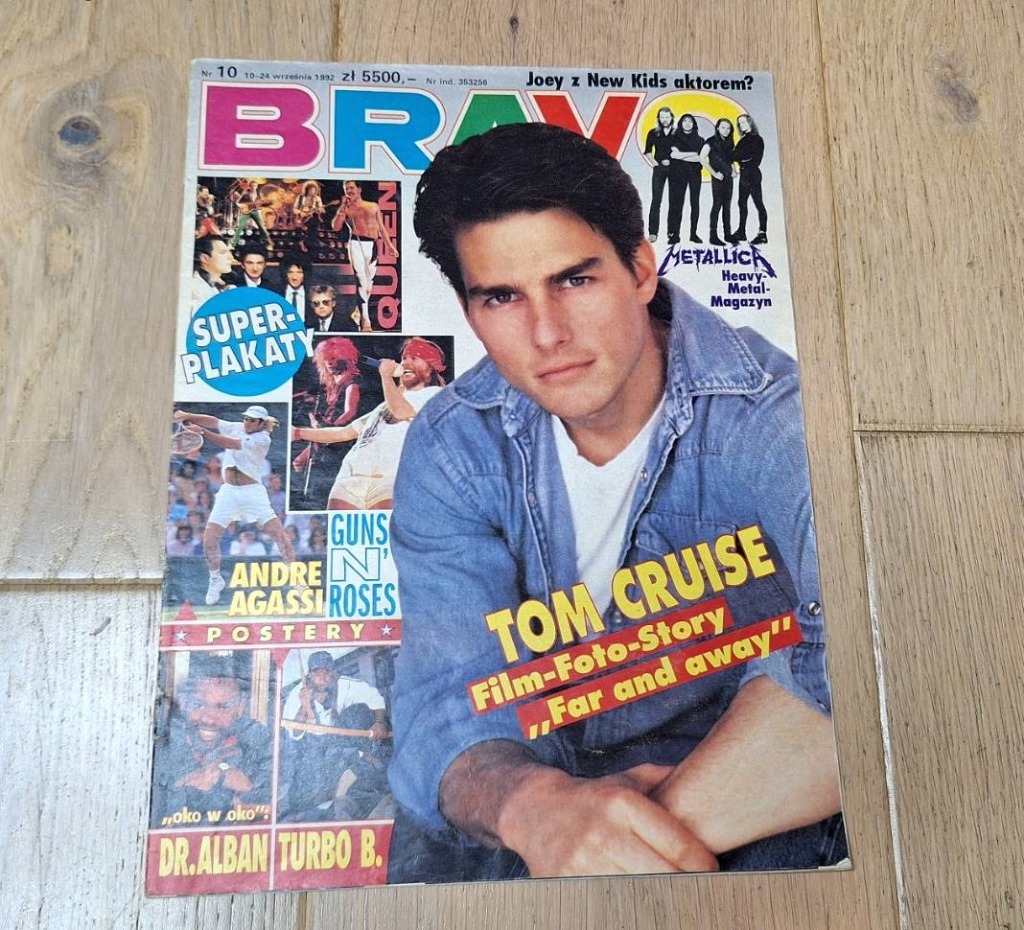 Nr 10 10-24 września 1992 zł 5500,- Nr ind. 353256
Joey z New Kids aktorem?
BRAVO
QUEEN
METALLICA
Heavy-
Metal-
Magazyn
SUPER-
PLAKATY
GUNS
N'
ROSES
ANDRE
AGASSI
POSTERY
TOM CRUISE
Film-Foto-Story
„Far and away"
„oko w oko":
DR. ALBAN
TURBO B.